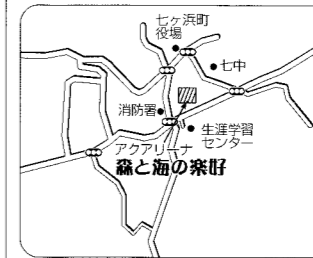 七ヶ浜町
役場
七中
消防署
生涯学習
センター
アクアリーナ
森と海の楽好